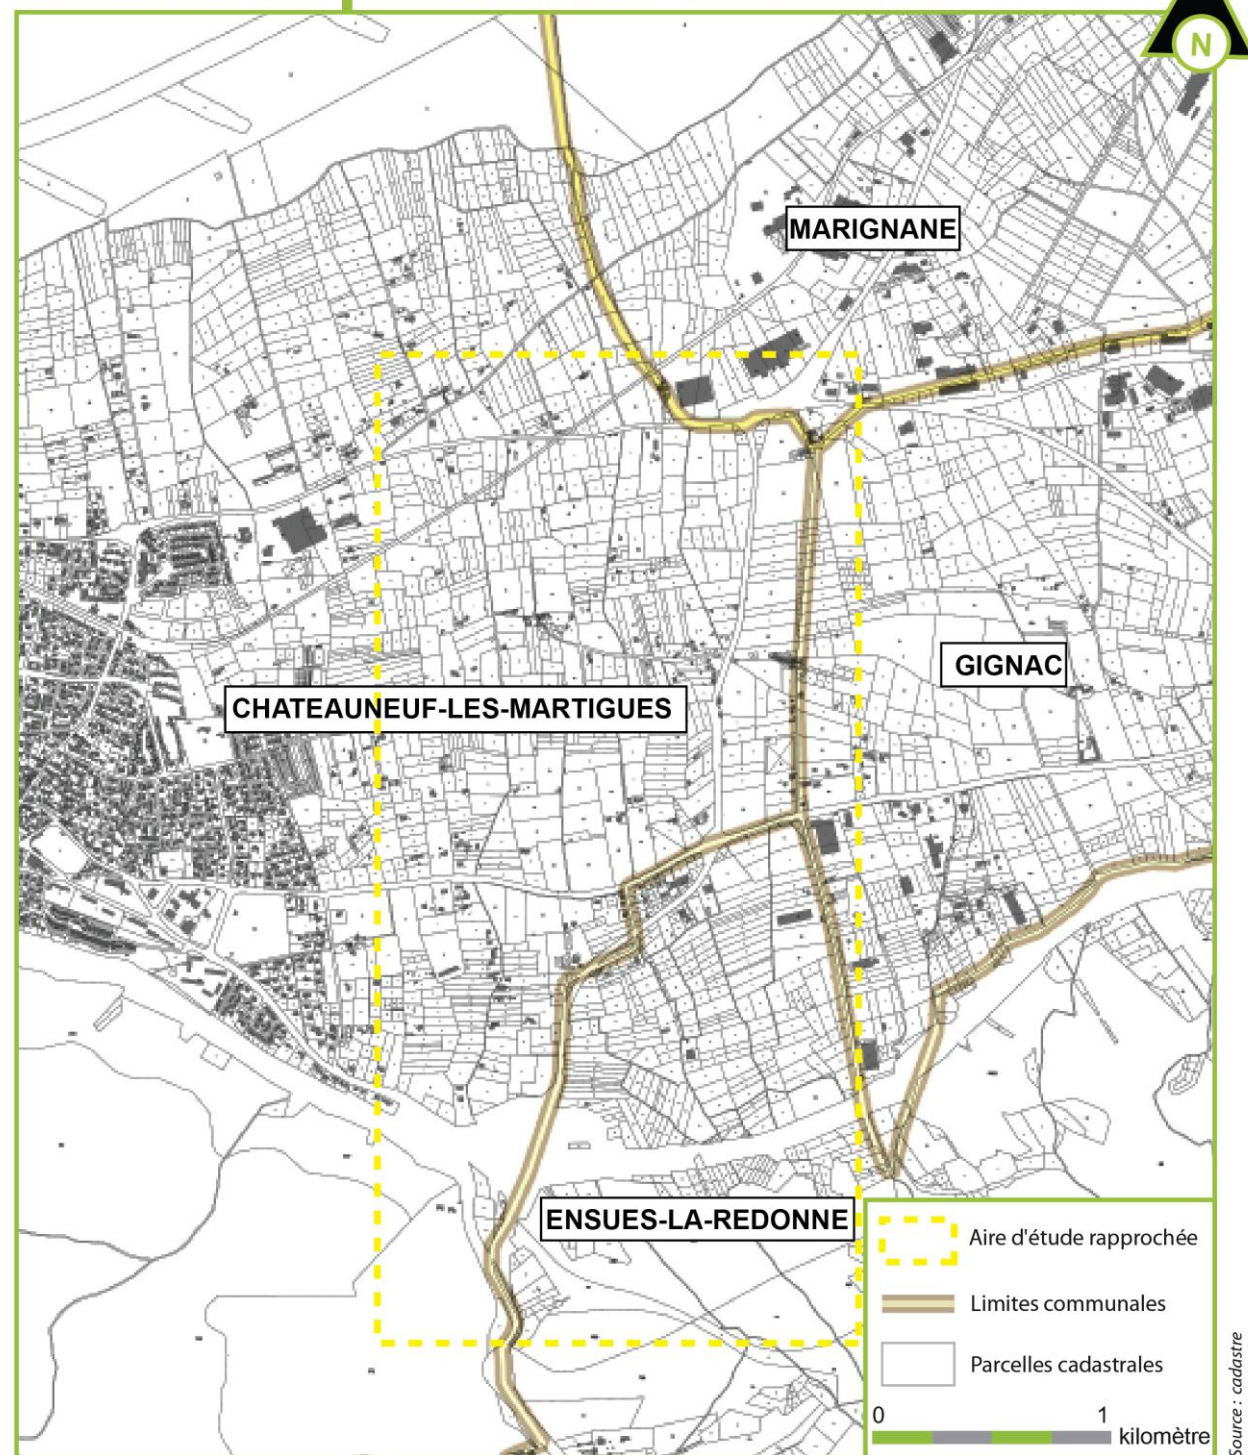 N
MARIGNANE
GIGNAC
CHATEAUNEUF-LES-MARTIGUES
ENSUES-LA-REDONNE
Aire d'étude rapprochée
Limites communales
Parcelles cadastrales
0 1
kilomètre
Source : cadastre